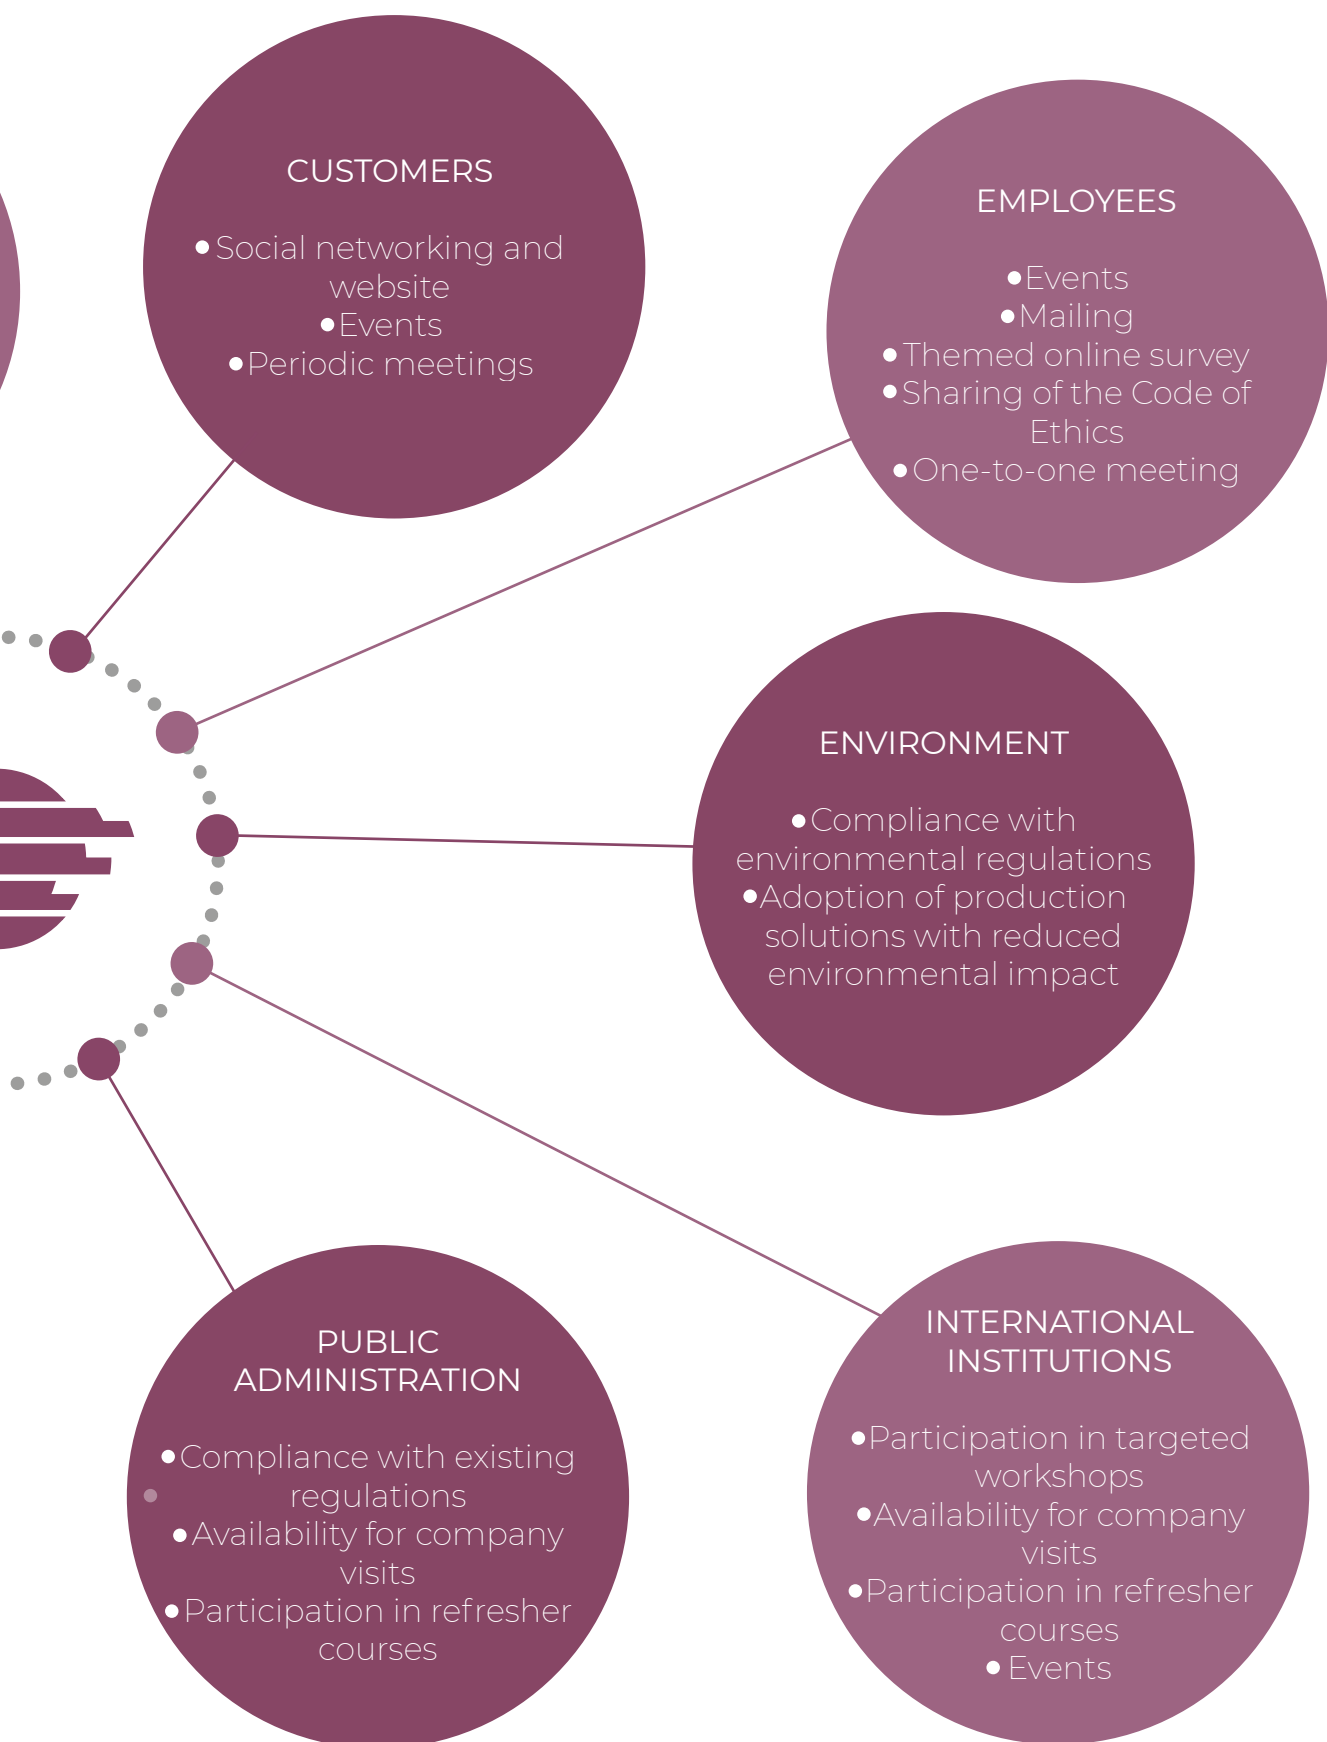 CUSTOMERS
•Social networking and
website
•Events
•Periodic meetings
EMPLOYEES
•Events
•Mailing
•Themed online survey
•Sharing of the Code of
Ethics
•One-to-one meeting
ENVIRONMENT
•Compliance with
environmental regulations
•Adoption of production
solutions with reduced
environmental impact
PUBLIC
ADMINISTRATION
•Compliance with existing
regulations
•Availability for company
visits
•Participation in refresher
courses
INTERNATIONAL
INSTITUTIONS
•Participation in targeted
workshops
•Availability for company
visits
•Participation in refresher
courses
•Events